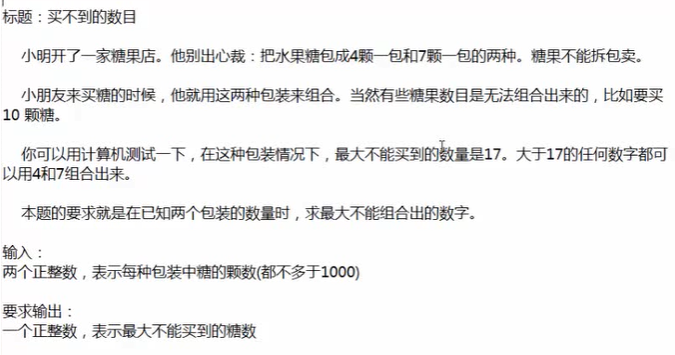 标题：买不到的数目
小明开了一家糖果店。他别出心裁：把水果糖包成4颗一包和7颗一包的两种。糖果不能拆包卖。
小朋友来买糖的时候，他就用这两种包装来组合。当然有些糖果数目是无法组合出来的，比如要买
10 颗糖。
你可以用计算机测试一下，在这种包装情况下，最大不能买到的数量是17。大于17的任何数字都可
以用4和7组合出来。
本题的要求就是在已知两个包装的数量时，求最大不能组合出的数字。
输入：
两个正整数，表示每种包装中糖的颗数(都不多于1000)
要求输出：
一个正整数，表示最大不能买到的糖数